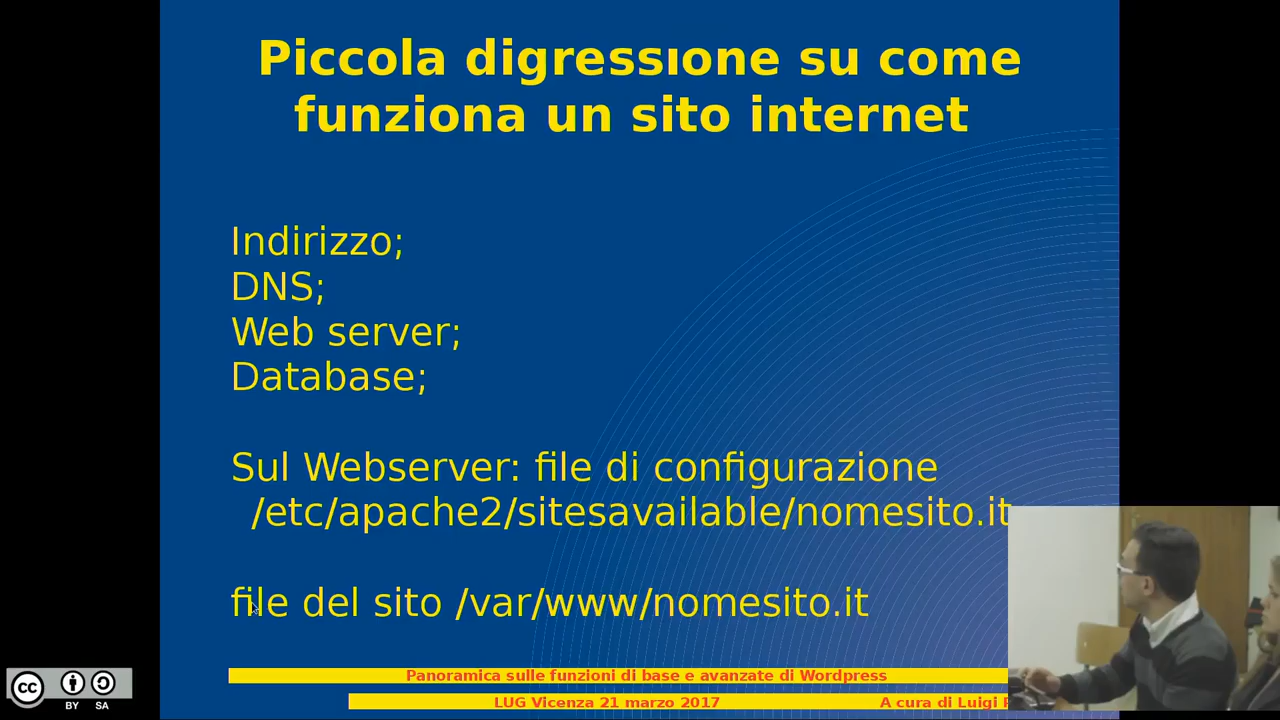 Piccola digressıone su come
funziona un sito internet
Indirizzo;
DNS;
Web server;
Database;
Sul Webserver: file di configurazione
/etc/apache2/sitesavailable/nomesito.it
file del sito /var/www/nomesito.it
Panoramica sulle funzioni di base e avanzate di Wordpress
LUG Vicenza 21 marzo 2017
A cura di Luigi
cc
BY SA